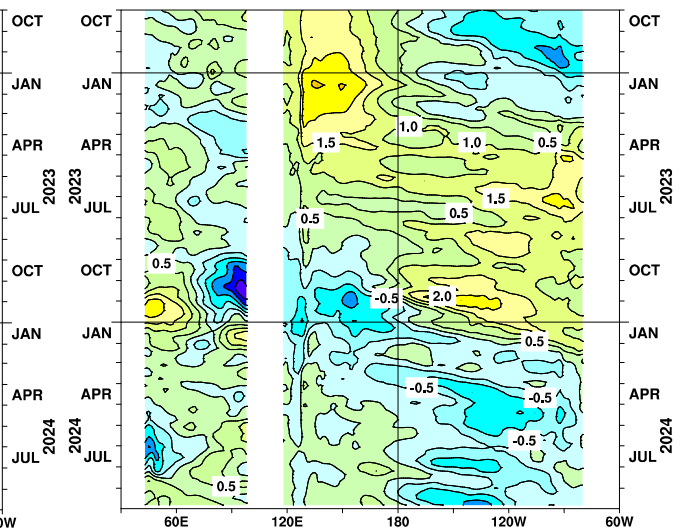 OCT OCT OCT
JAN JAN JAN
1.0
APR APR 1.5 1.0 0.5 APR
2023 2023 2023
JUL JUL 0.5 0.5 1.5 JUL
0.5
OCT OCT OCT
-0.5 2.0
JAN JAN 0.5 JAN
APR APR -0.5 -0.5 APR
2024 2024 -0.5 2024
JUL JUL JUL
0.5
0W 60E 120E 180 120W 60W